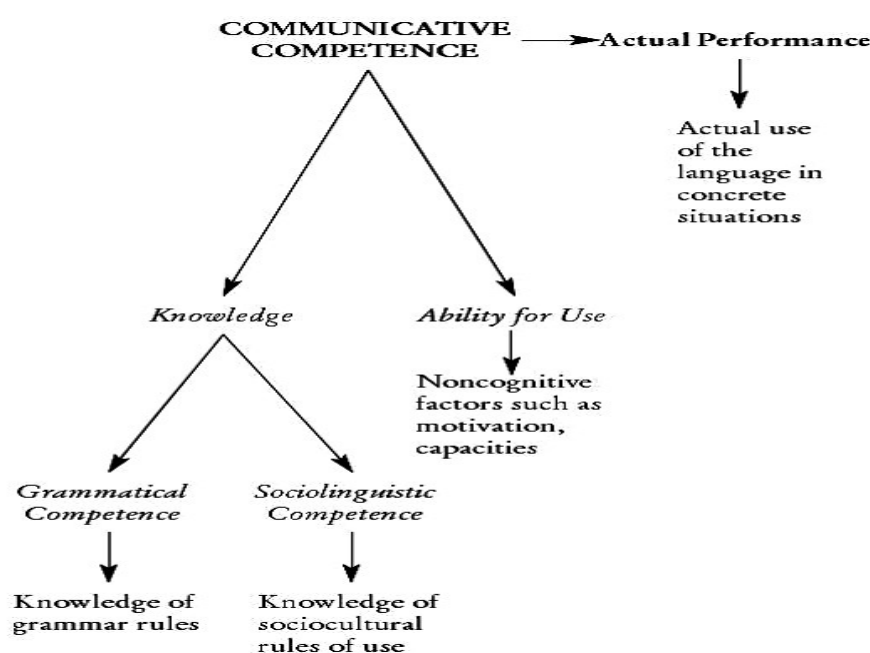 COMMUNICATIVE
COMPETENCE
Actual Performance
Actual use
of the
language in
concrete
situations
Knowledge
Ability for Use
Noncognitive
factors such as
motivation,
capacities
Grammatical
Competence
Sociolinguistic
Competence
Knowledge of
grammar rules
Knowledge of
sociocultural
rules of use